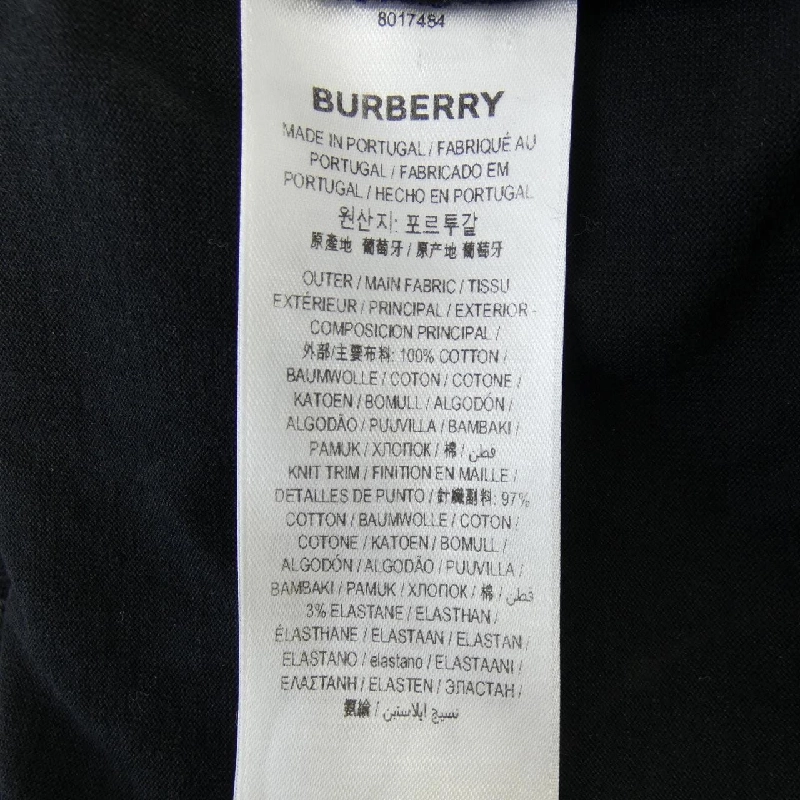 8017484
BURBERRY
MADE IN PORTUGAL / FABRIQUÉ AU
PORTUGAL / FABRICADO EM
PORTUGAL / HECHO EN PORTUGAL
원산지: 포르투갈
原產地 葡萄牙 / 原产地 葡萄牙
OUTER / MAIN FABRIC / TISSU
EXTÉRIEUR / PRINCIPAL / EXTERIOR -
COMPOSICION PRINCIPAL /
外部/主要布料: 100% COTTON /
BAUMWOLLE / COTON / COTONE /
KATOEN / BOMULL / ALGODÓN /
ALGODÃO / PUUVILLA / BAMBAKI /
PAMUK / ХЛОПОК / 棉 / قطن /
KNIT TRIM / FINITION EN MAILLE /
DETALLES DE PUNTO / 針織副料: 97%
COTTON / BAUMWOLLE / COTON /
COTONE / KATOEN / BOMULL /
ALGODÓN / ALGODÃO / PUUVILLA /
BAMBAKI / PAMUK / ХЛОПОК / 棉 / قطن /
3% ELASTANE / ELASTHAN /
ÉLASTHANE / ELASTAAN / ELASTAN /
ELASTANO / elastano / ELASTAANI /
ΕΛΑΣΤΑΝΗ / ELASTEN / ЭЛАСТАН /
氨綸 / نسيج ايلاستين /